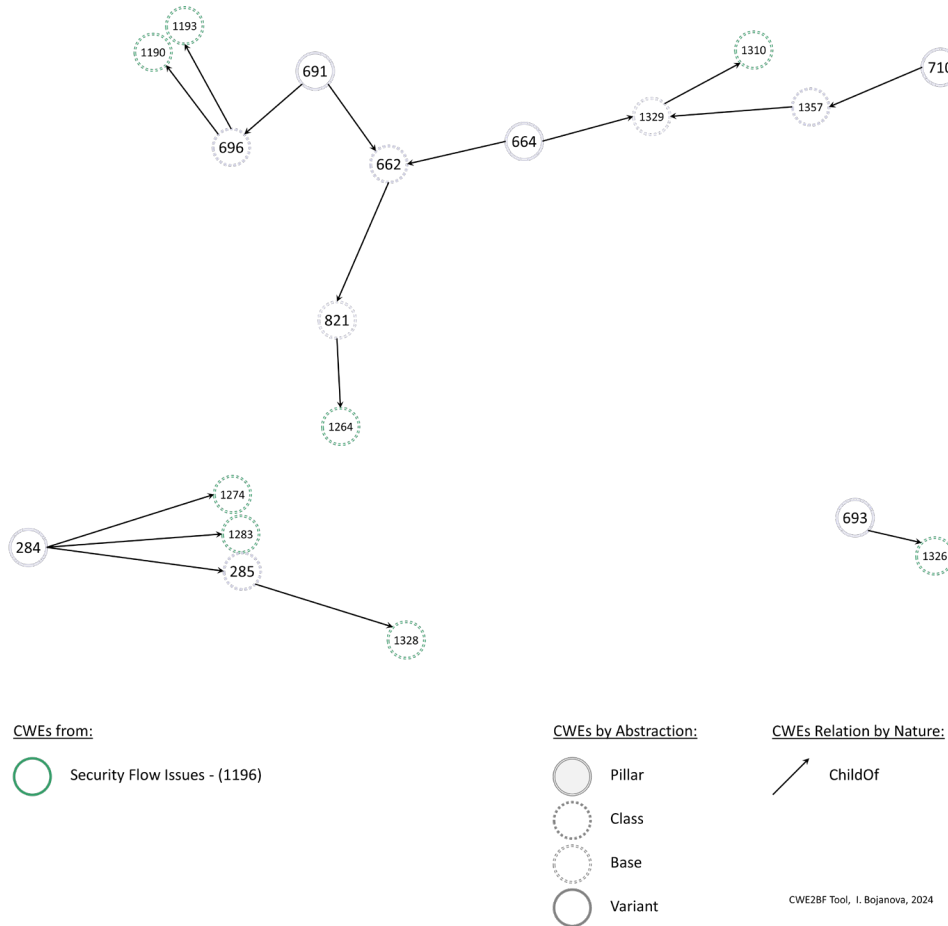 1193
1190
1310
691
710
1357
1329
664
696
662
821
1264
1274
1283
284
285
693
1326
1328
CWEs from:
Security Flow Issues - (1196)
CWEs by Abstraction:
Pillar
Class
Base
Variant
CWEs Relation by Nature:
ChildOf
CWE2BF Tool, I. Bojanova, 2024